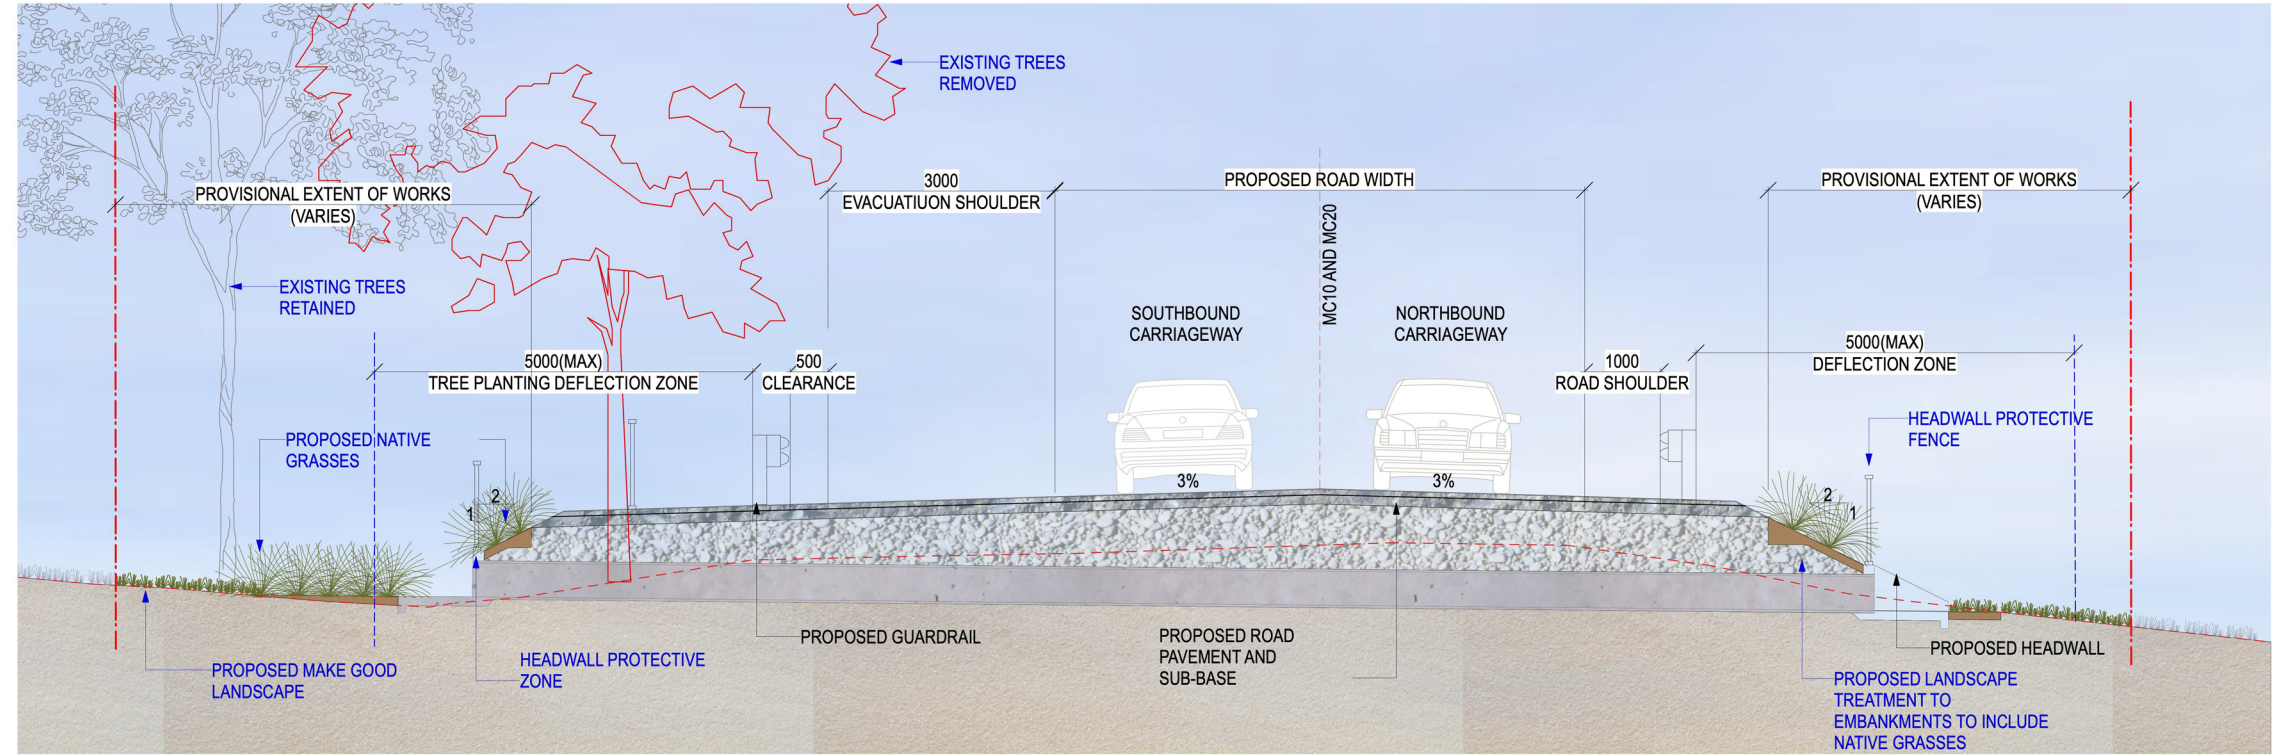 EXISTING TREES
REMOVED
3000
EVACUATIUON SHOULDER
PROPOSED ROAD WIDTH
PROVISIONAL EXTENT OF WORKS
(VARIES)
PROVISIONAL EXTENT OF WORKS
(VARIES)
MC10 AND MC20
EXISTING TREES
RETAINED
SOUTHBOUND
CARRIAGEWAY
NORTHBOUND
CARRIAGEWAY
5000(MAX)
TREE PLANTING DEFLECTION ZONE
500
CLEARANCE
1000
ROAD SHOULDER
5000(MAX)
DEFLECTION ZONE
PROPOSED NATIVE
GRASSES
HEADWALL PROTECTIVE
FENCE
3%
3%
2
1
2
1
PROPOSED GUARDRAIL
PROPOSED ROAD
PAVEMENT AND
SUB-BASE
PROPOSED HEADWALL
HEADWALL PROTECTIVE
ZONE
PROPOSED MAKE GOOD
LANDSCAPE
PROPOSED LANDSCAPE
TREATMENT TO
EMBANKMENTS TO INCLUDE
NATIVE GRASSES